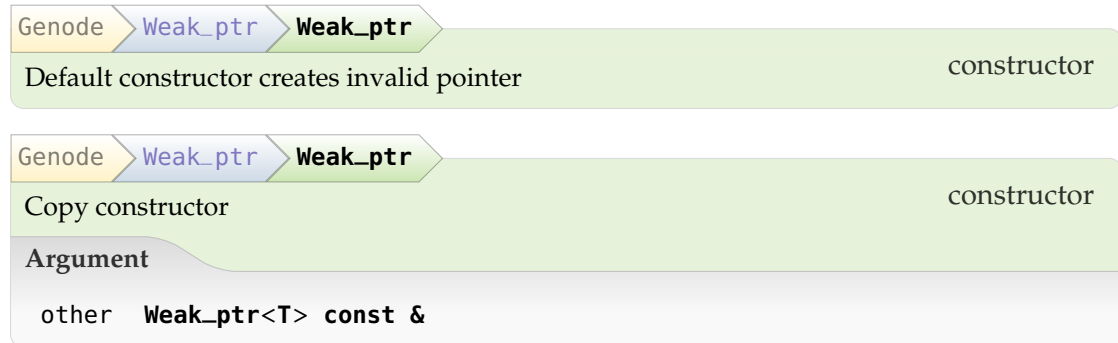 Genode Weak_ptr Weak_ptr
Default constructor creates invalid pointer constructor
Genode Weak_ptr Weak_ptr
Copy constructor constructor
Argument
other Weak_ptr<T> const &